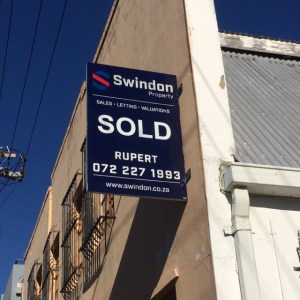 Swindon
Property
SALES • LETTING • VALUATIONS
SOLD
RUPERT
072 227 1993
www.swindon.co.za